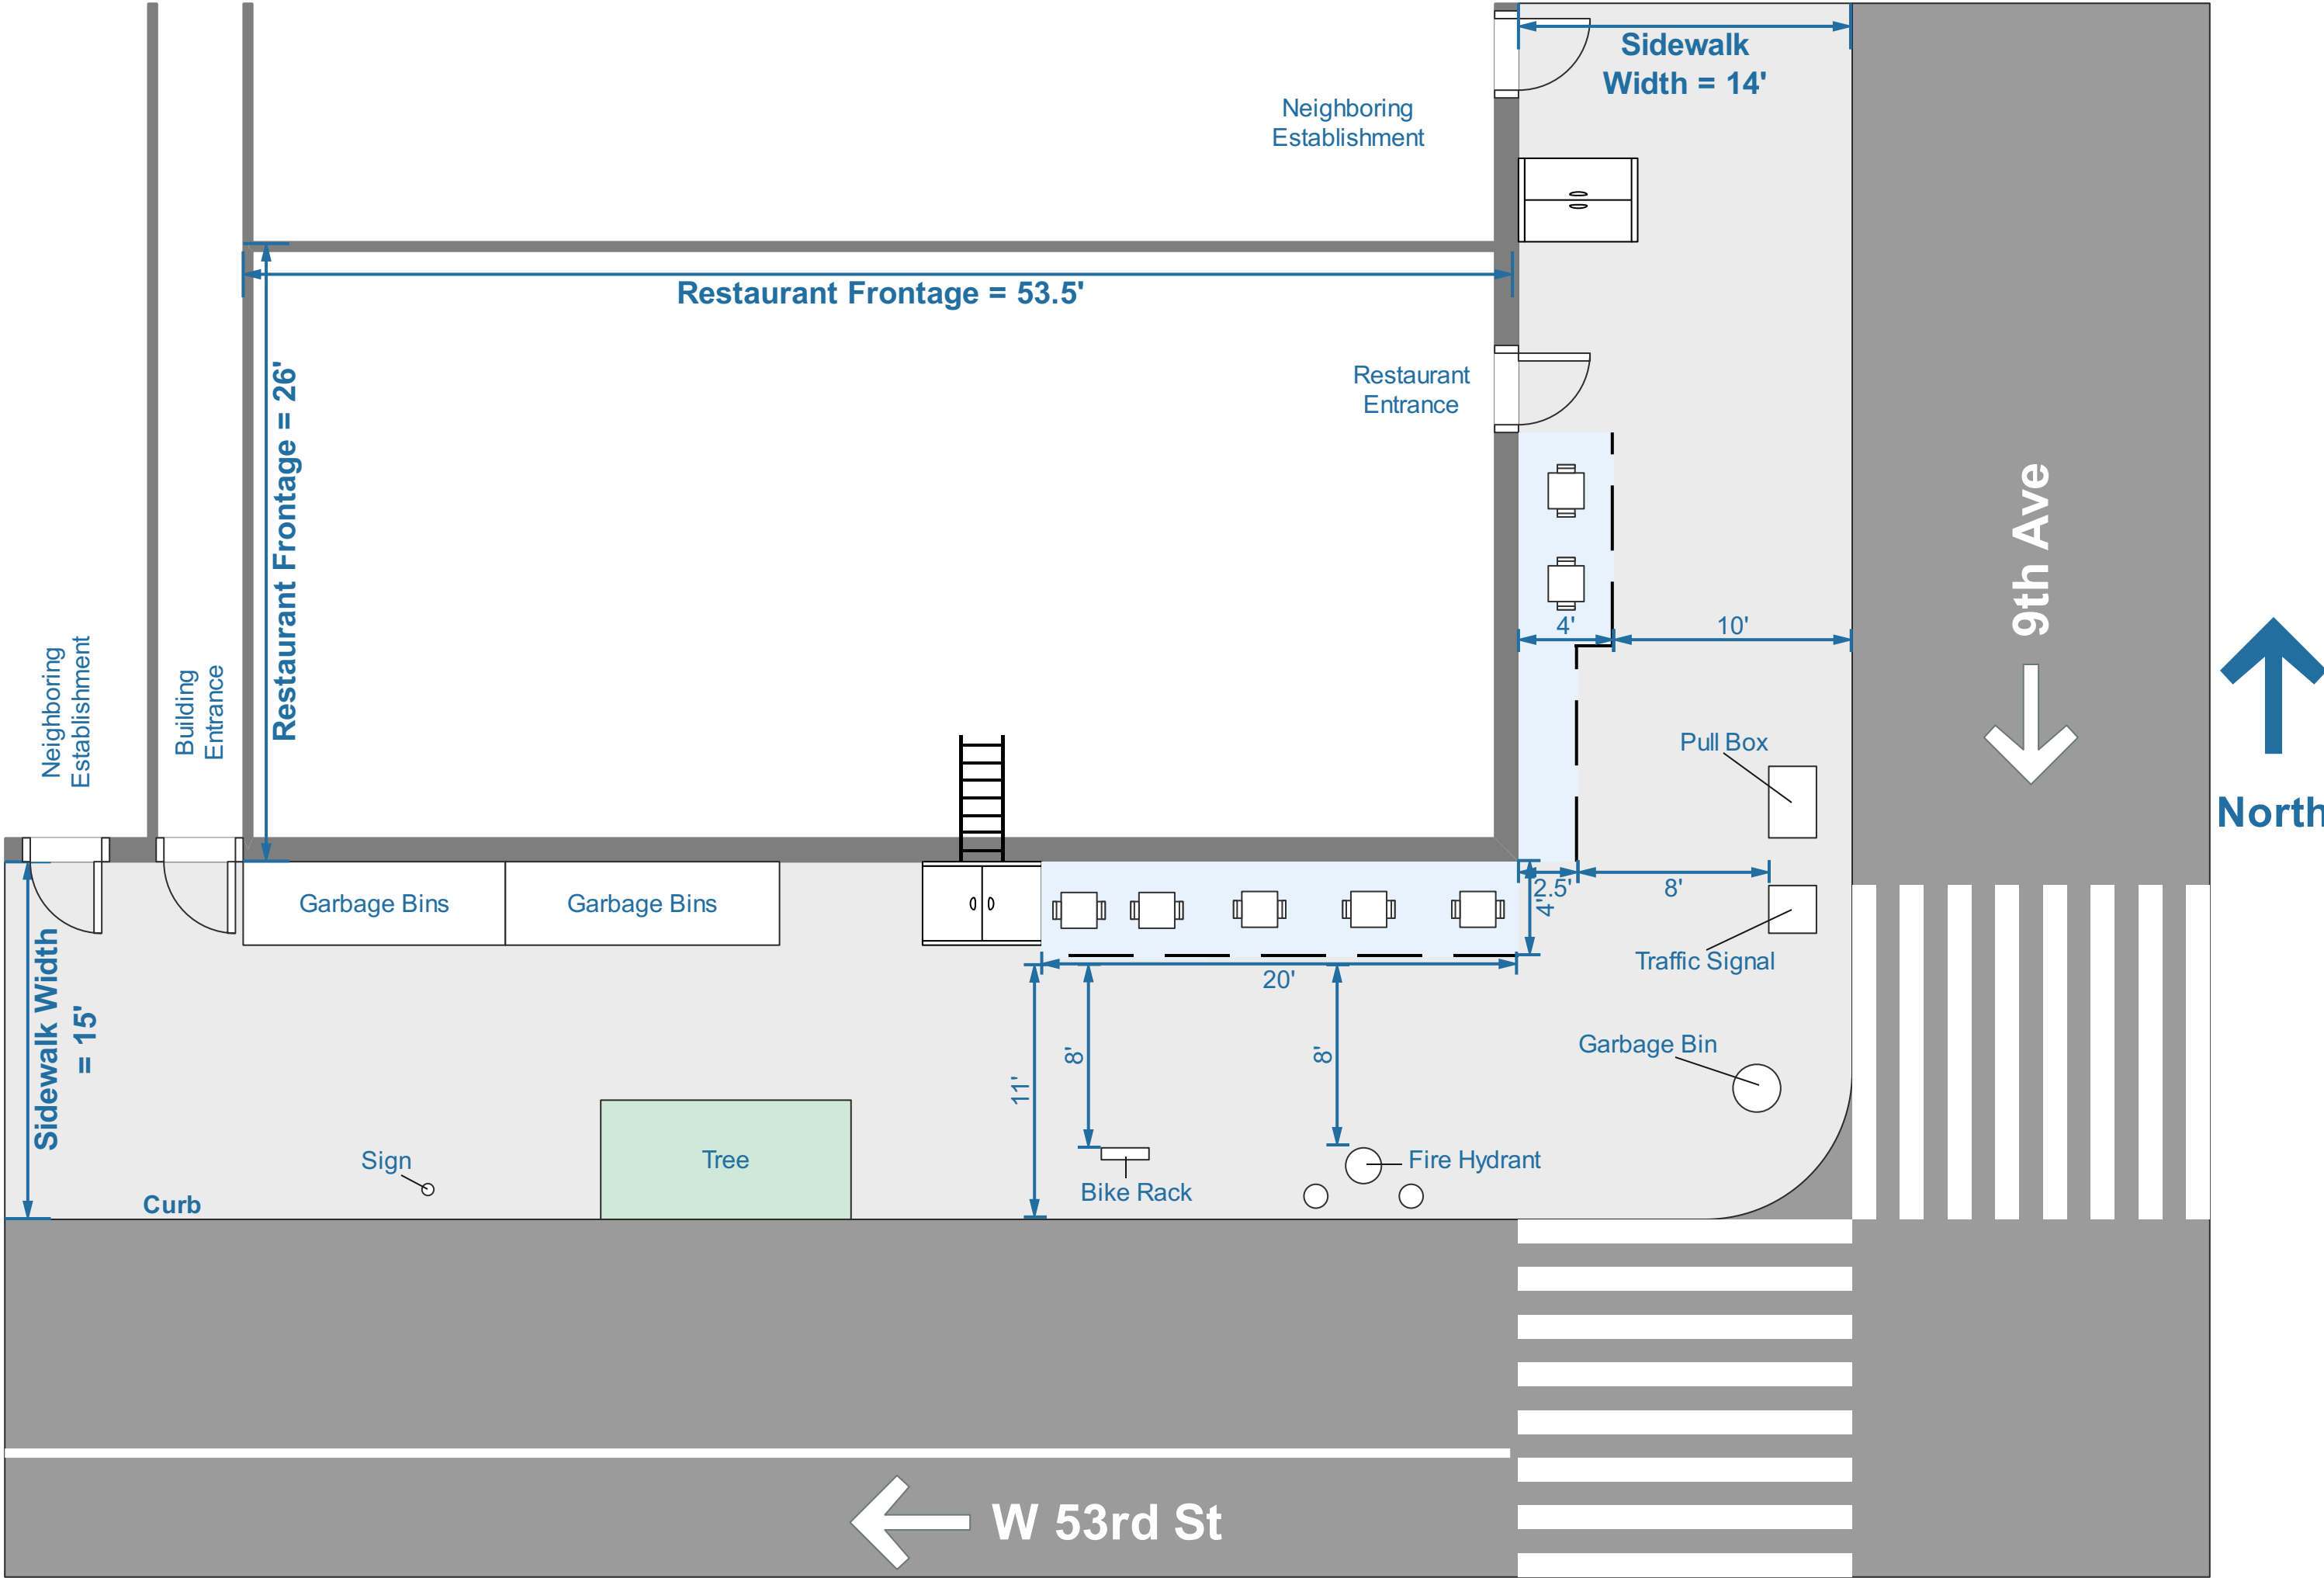 Sidewalk
Width = 14'
Neighboring
Establishment
Restaurant Frontage = 53.5'
Restaurant Frontage = 26'
Restaurant
Entrance
9th Ave
4'
10'
Neighboring
Establishment
Building
Entrance
Pull Box
North
Garbage Bins
Garbage Bins
2.5'
8'
4'
Traffic Signal
20'
Sidewalk Width
= 15'
11'
8'
8'
Garbage Bin
Sign
Tree
Fire Hydrant
Bike Rack
Curb
W 53rd St